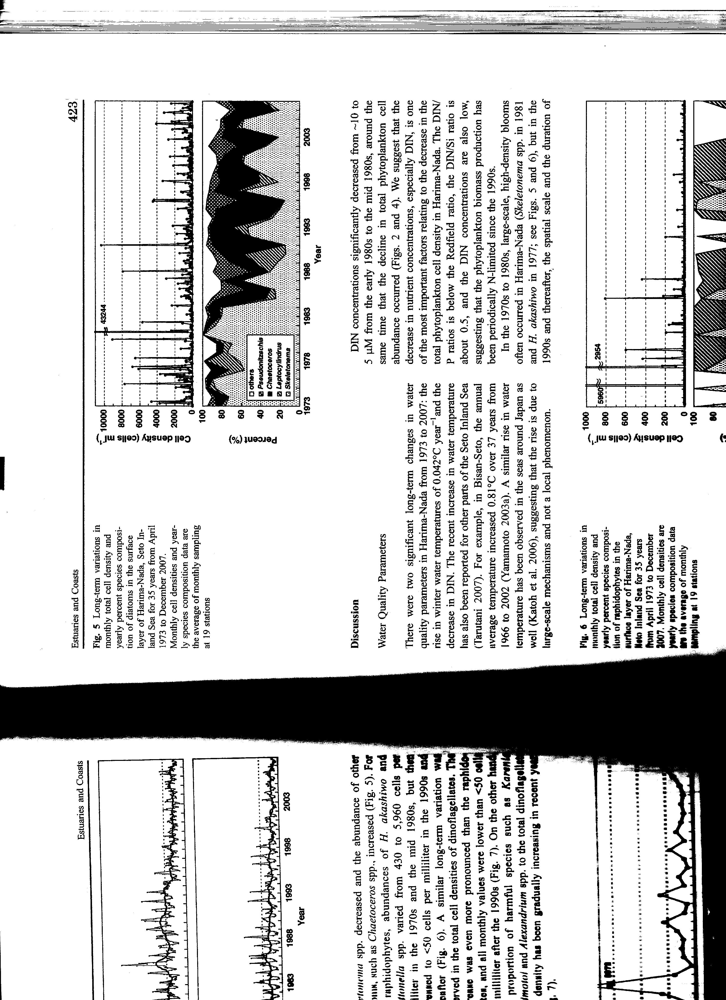 Estuaries and Coasts
423
Fig. 5 Long-term variations in
monthly total cell density and
yearly percent species composi-
tion of diatoms in the surface
layer of Harima-Nada, Seto In-
land Sea for 35 years from April
1973 to December 2007.
Monthly cell densities and year-
ly species composition data are
the average of monthly sampling
at 19 stations
Cell density (cells ml⁻¹)
10000
8000
6000
4000
2000
0
43244
Percent (%)
100
80
60
40
20
0
others
Pseudonitzschia
Chaetoceros
Leptocylindrus
Skeletonema
1973
1978
1983
1988
1993
1998
2003
Year
Discussion
Water Quality Parameters
There were two significant long-term changes in water
quality parameters in Harima-Nada from 1973 to 2007: the
rise in winter water temperatures of 0.042°C year⁻¹ and the
decrease in DIN. The recent increase in water temperature
has also been reported for other parts of the Seto Inland Sea
(Tarutani 2007). For example, in Bisan-Seto, the annual
average temperature increased 0.81°C over 37 years from
1966 to 2002 (Yamamoto 2003a). A similar rise in water
temperature has been observed in the seas around Japan as
well (Katoh et al. 2006), suggesting that the rise is due to
large-scale mechanisms and not a local phenomenon.
DIN concentrations significantly decreased from ~10 to
5 μM from the early 1980s to the mid 1980s, around the
same time that the decline in total phytoplankton cell
abundance occurred (Figs. 2 and 4). We suggest that the
decrease in nutrient concentrations, especially DIN, is one
of the most important factors relating to the decrease in the
total phytoplankton cell density in Harima-Nada. The DIN/
P ratios is below the Redfield ratio, the DIN/Si ratio is
about 0.5, and the DIN concentrations are also low,
suggesting that the phytoplankton biomass production has
been periodically N-limited since the 1990s.
In the 1970s to 1980s, large-scale, high-density blooms
often occurred in Harima-Nada (Skeletonema spp. in 1981
and H. akashiwo in 1977; see Figs. 5 and 6), but in the
1990s and thereafter, the spatial scale and the duration of
Fig. 6 Long-term variations in
monthly total cell density and
yearly percent species composi-
tion of raphidophytes in the
surface layer of Harima-Nada,
Seto Inland Sea for 35 years
from April 1973 to December
2007. Monthly cell densities are
yearly species composition data
are the average of monthly
sampling at 19 stations
Cell density (cells ml⁻¹)
1000
800
600
400
200
0
5960
2954
100
80
Estuaries and Coasts
1983
1988
1993
1998
2003
Year
spp. decreased and the abundance of other
such as Chaetoceros spp., increased (Fig. 5). For
raphidophytes, abundances of H. akashiwo and
spp. varied from 430 to 5,960 cells per
in the 1970s and the mid 1980s, but then
to <50 cells per milliliter in the 1990s and
(Fig. 6). A similar long-term variation was
in the total cell densities of dinoflagellates. The
was even more pronounced than the raphido-
and all monthly values were lower than <50 cells
milliliter after the 1990s (Fig. 7). On the other hand,
proportion of harmful species such as Karenia
and Alexandrium spp. to the total dinoflagellate
density has been gradually increasing in recent year
7).